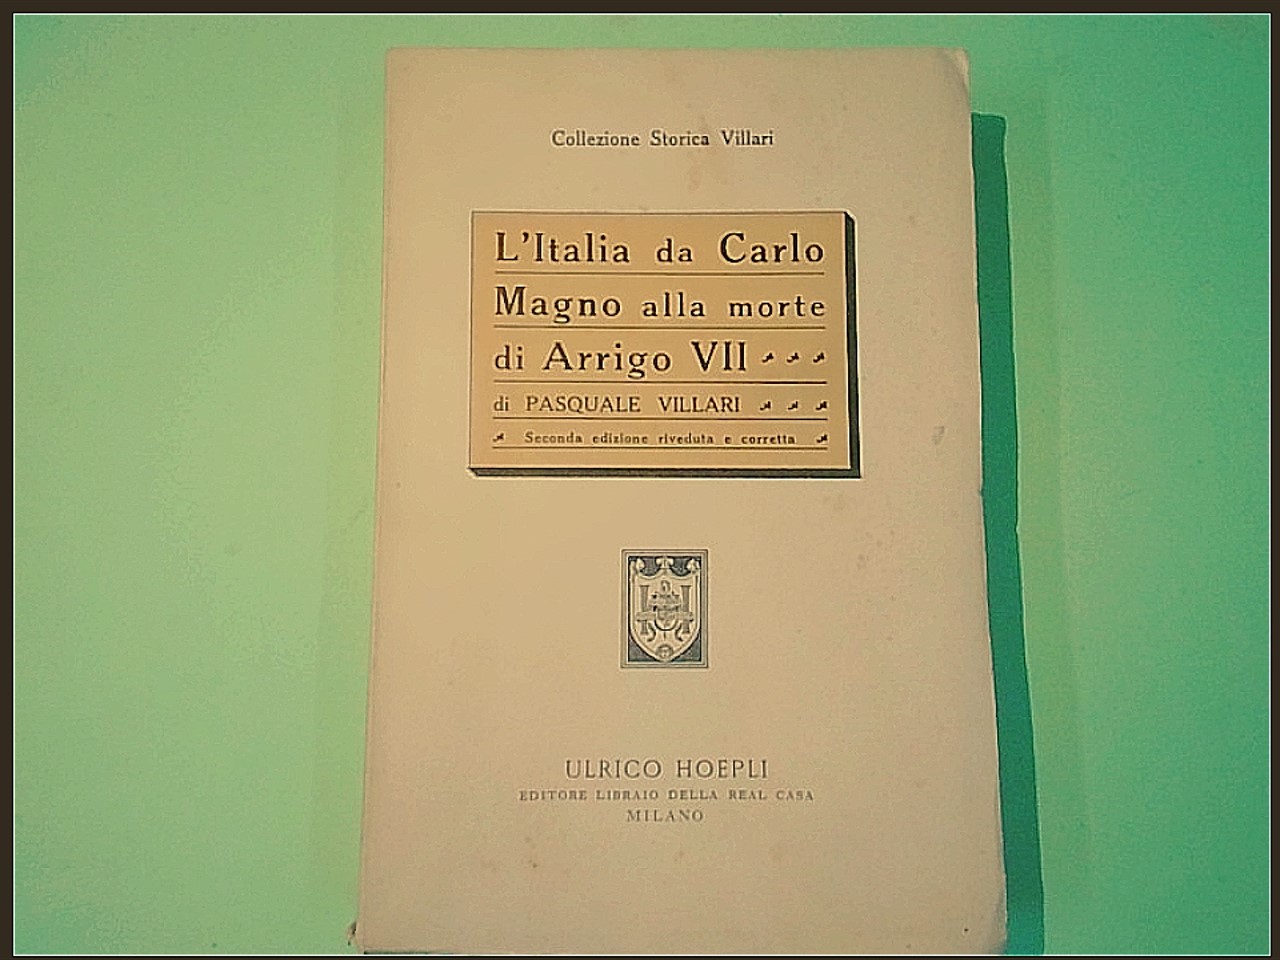 Collezione Storica Villari
L'Italia da Carlo
Magno alla morte
di Arrigo VII
di PASQUALE VILLARI
Seconda edizione riveduta e corretta
ULRICO HOEPLI
EDITORE LIBRAIO DELLA REAL CASA
MILANO